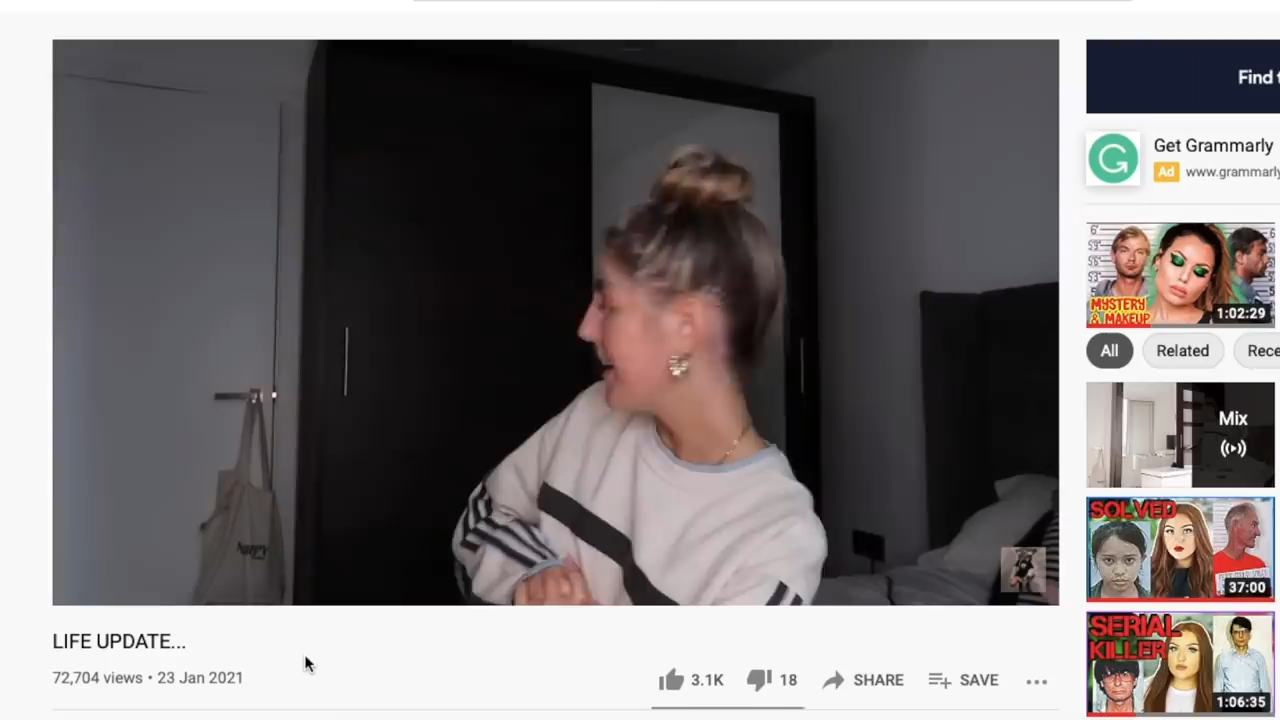 Find
Get Grammarly
Ad www.grammarly
MYSTERY
& MAKEUP
1:02:29
All Related Rece
Mix
SOLVED
37:00
SERIAL
KILLER
1:06:35
LIFE UPDATE...
72,704 views • 23 Jan 2021
3.1K 18 SHARE SAVE